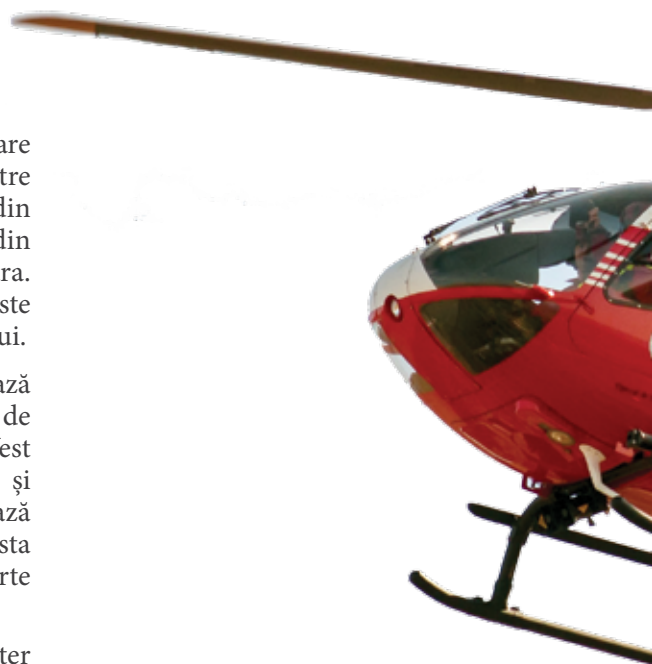 are
tre
din
din
ra.
ste
ui.
ază
de
est
și
ază
sta
rte
ter